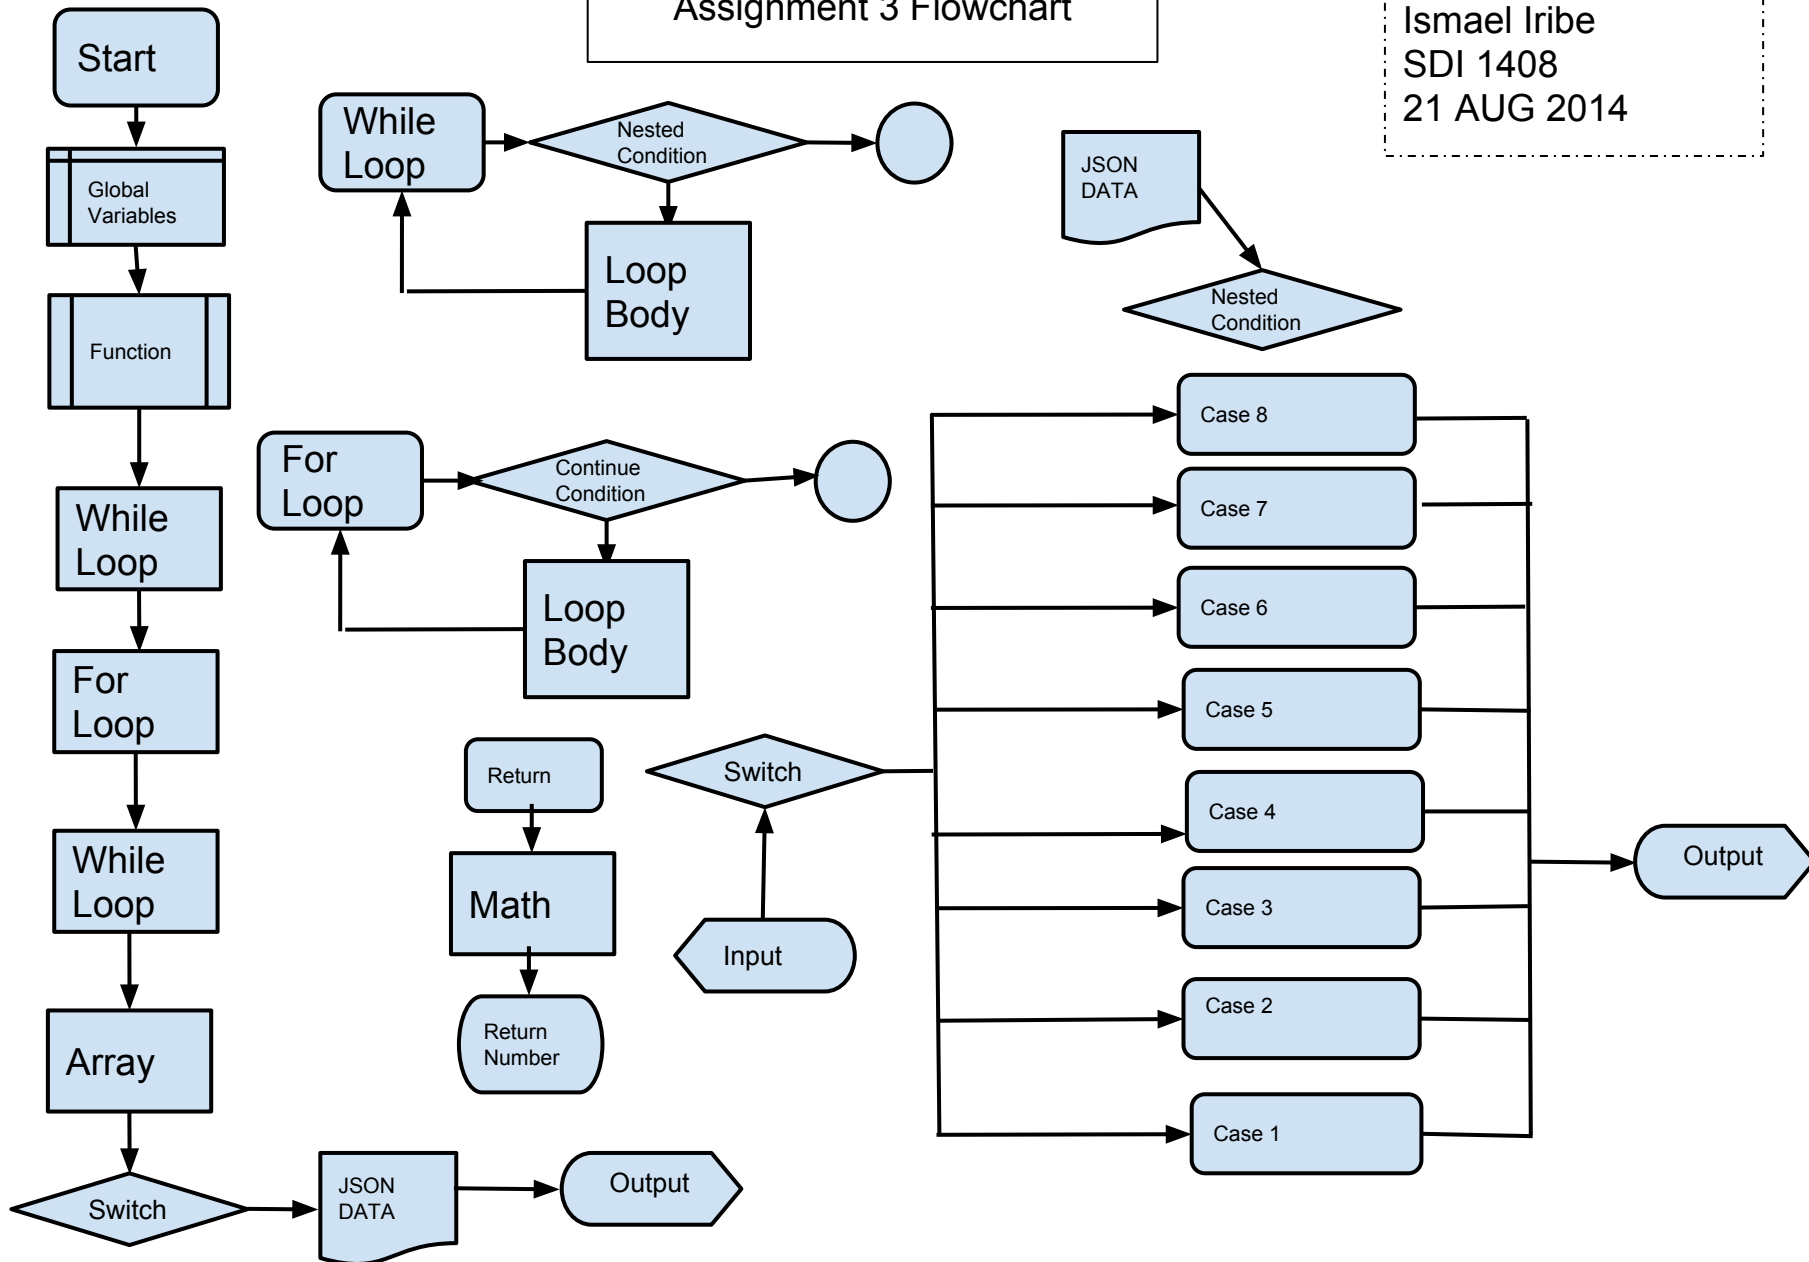 Assignment 3 Flowchart
Ismael Iribe
SDI 1408
21 AUG 2014
Start
Global
Variables
Function
While
Loop
For
Loop
While
Loop
Array
Switch
JSON
DATA
Output
While
Loop
Nested
Condition
Loop
Body
For
Loop
Continue
Condition
Loop
Body
Return
Math
Return
Number
Switch
Input
JSON
DATA
Nested
Condition
Case 8
Case 7
Case 6
Case 5
Case 4
Case 3
Case 2
Case 1
Output